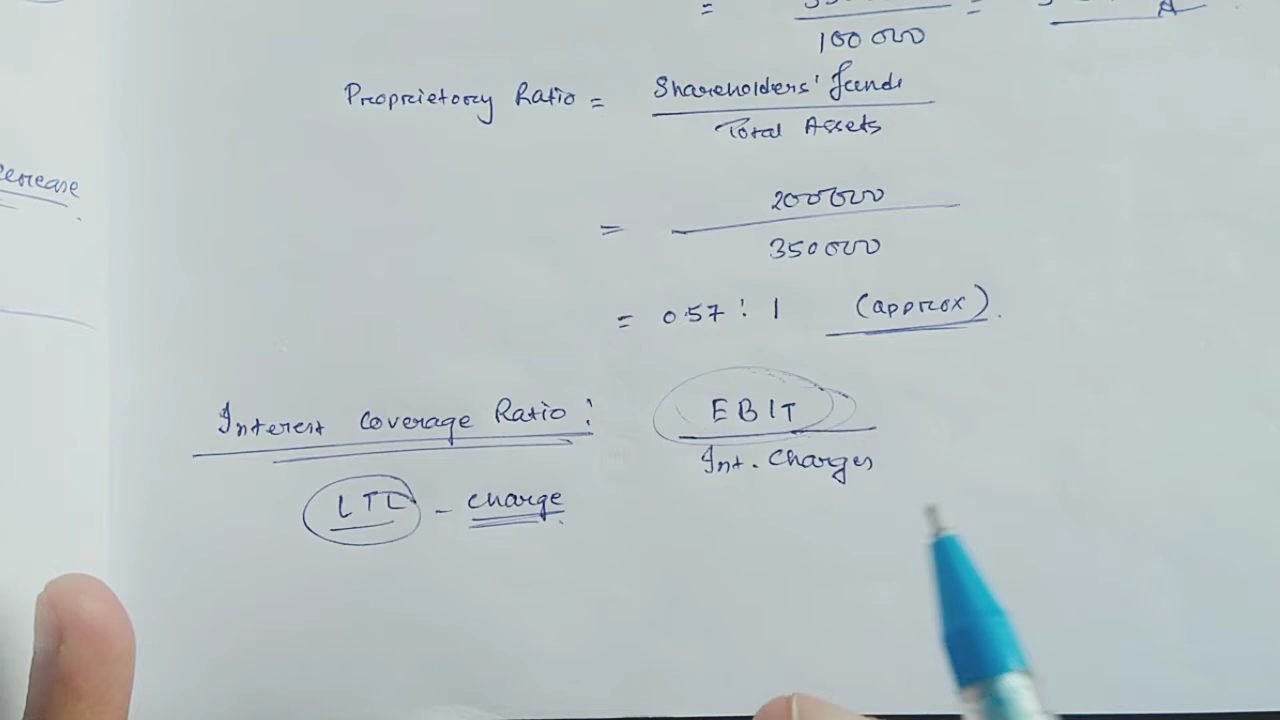 =
100000
Proprietory Ratio = Shareholders' funds
Total Assets
= 200000
350000
= 0.57 : 1 (approx).
ecrease
Interest Coverage Ratio : EBIT
Int. Charges
LTL - charge